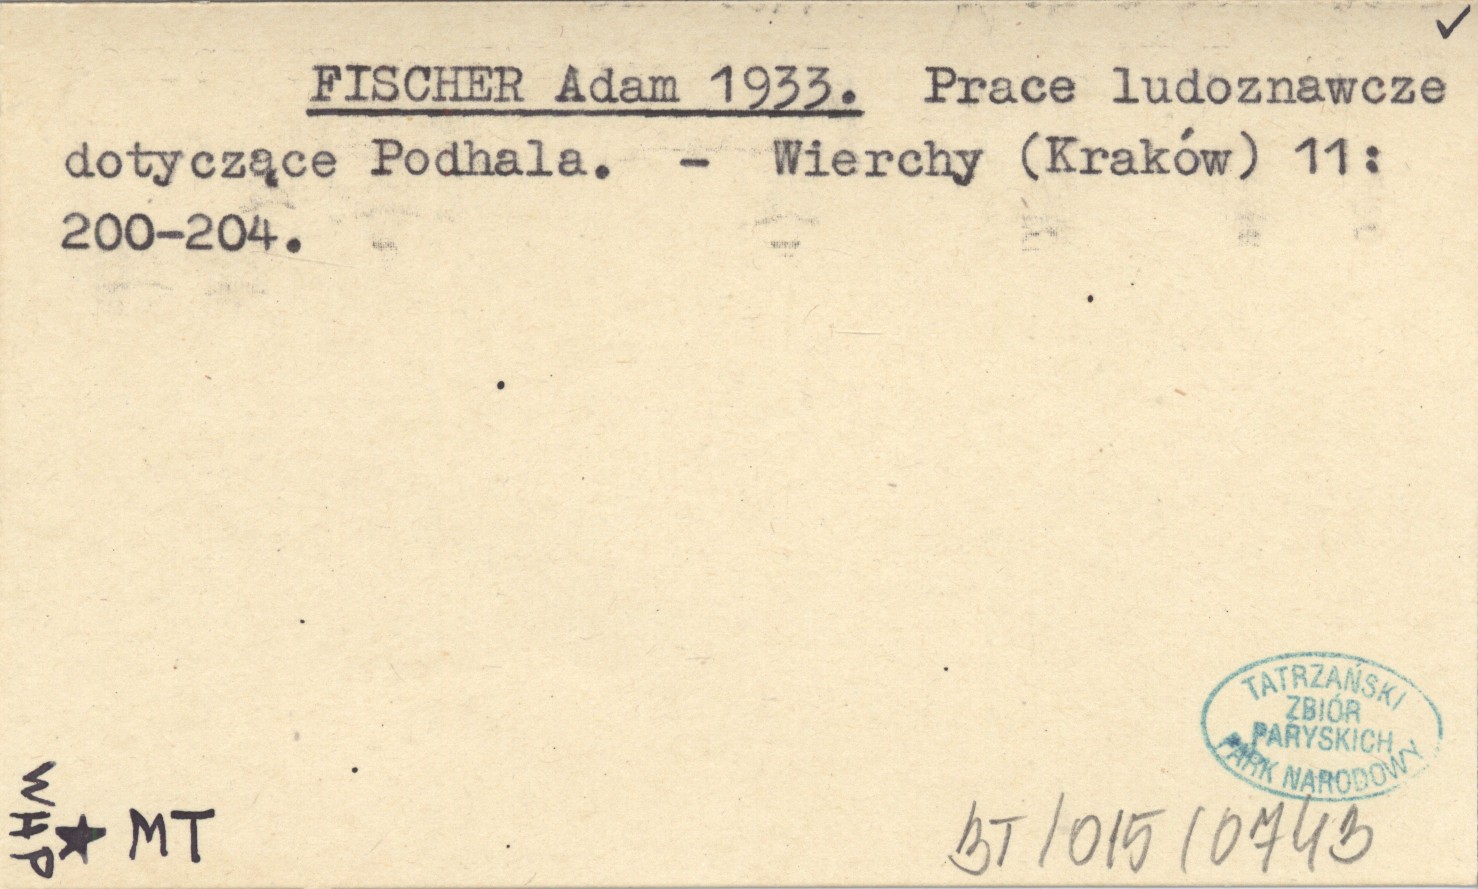 ✓
FISCHER Adam 1933. Prace ludoznawcze
dotyczące Podhala. - Wierchy (Kraków) 11:
200-204.
TATRZAŃSKI
ZBIÓR
PARYSKICH
PARK NARODOWY
WHP
★ MT
BT/015/0743